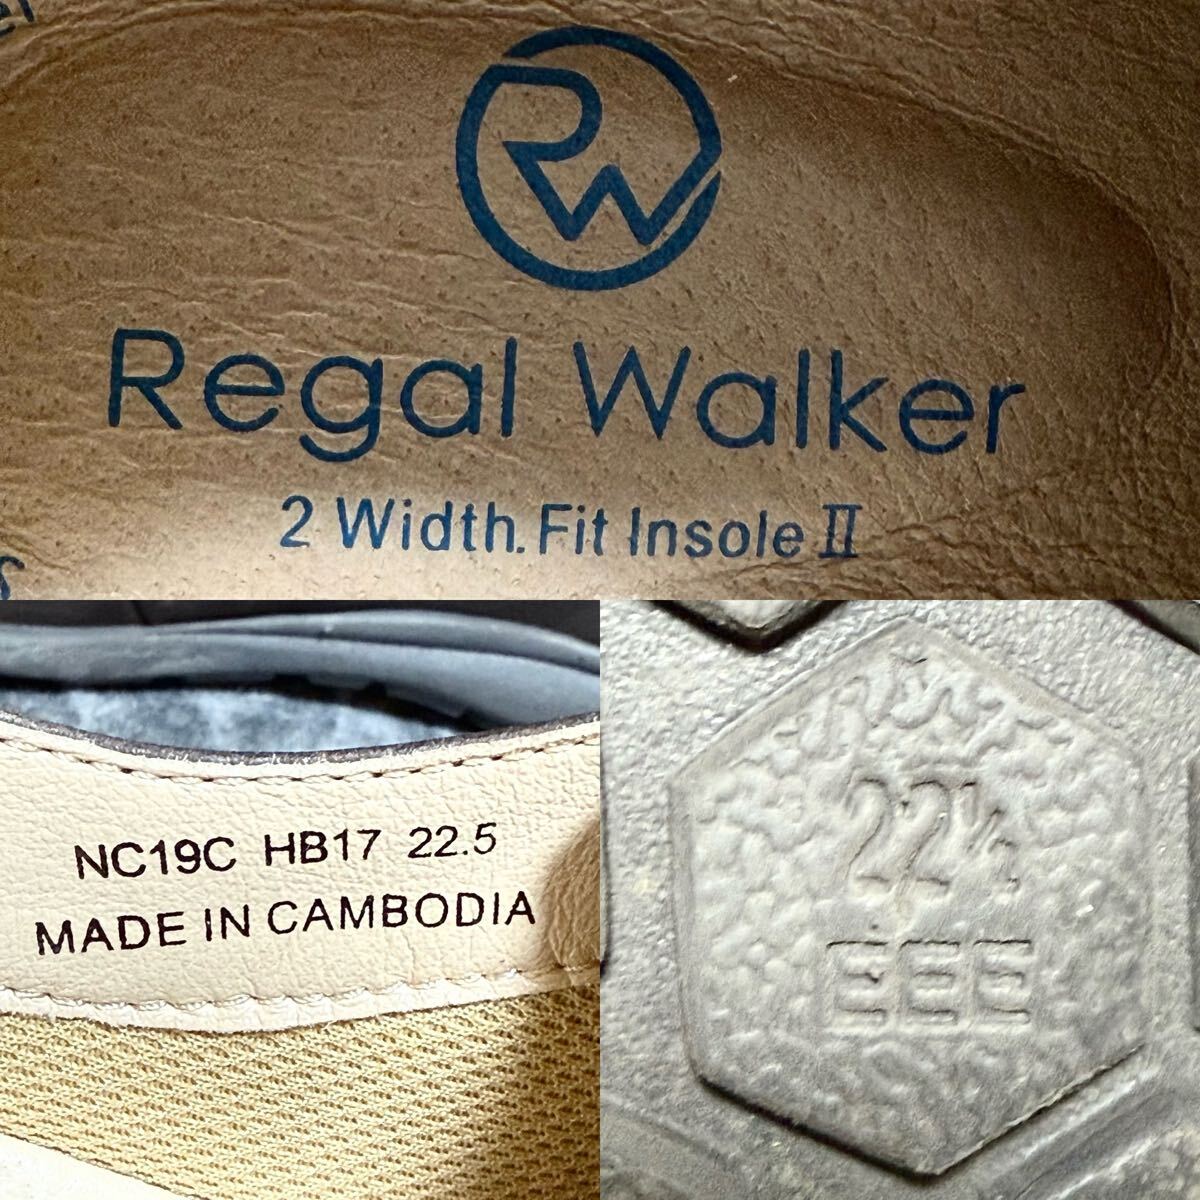 RW
Regal Walker
2 Width.Fit Insole II
NC19C HB17 22.5
MADE IN CAMBODIA
22½
EEE